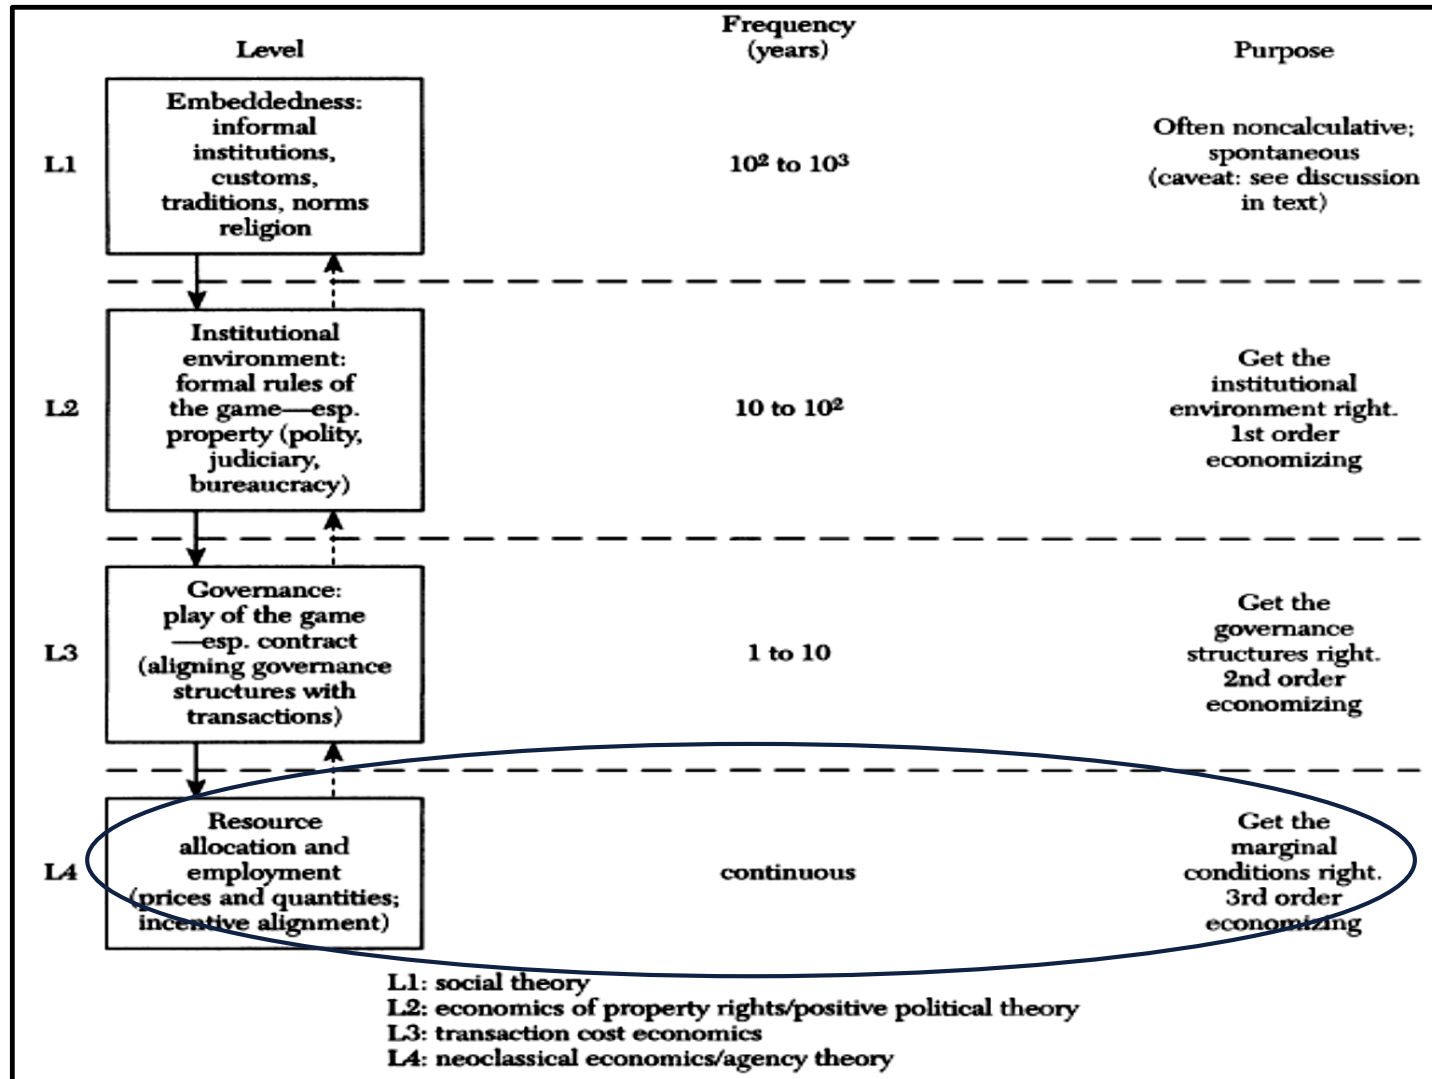 Level
Frequency
(years)
Purpose
L1
Embeddedness:
informal
institutions,
customs,
traditions, norms
religion
10² to 10³
Often noncalculative;
spontaneous
(caveat: see discussion
in text)
L2
Institutional
environment:
formal rules of
the game—esp.
property (polity,
judiciary,
bureaucracy)
10 to 10²
Get the
institutional
environment right.
1st order
economizing
L3
Governance:
play of the game
—esp. contract
(aligning governance
structures with
transactions)
1 to 10
Get the
governance
structures right.
2nd order
economizing
L4
Resource
allocation and
employment
(prices and quantities;
incentive alignment)
continuous
Get the
marginal
conditions right.
3rd order
economizing
L1: social theory
L2: economics of property rights/positive political theory
L3: transaction cost economics
L4: neoclassical economics/agency theory